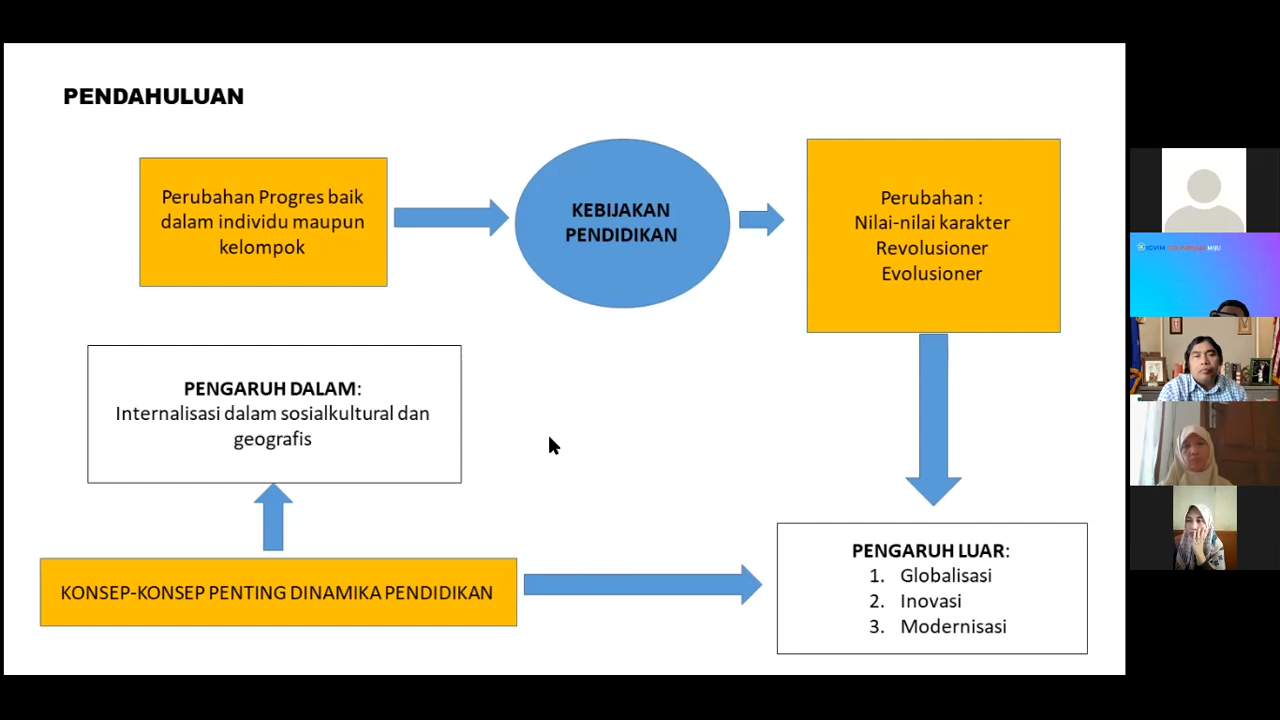 PENDAHULUAN
Perubahan Progres baik
dalam individu maupun
kelompok
KEBIJAKAN
PENDIDIKAN
Perubahan :
Nilai-nilai karakter
Revolusioner
Evolusioner
PENGARUH DALAM:
Internalisasi dalam sosialkultural dan
geografis
KONSEP-KONSEP PENTING DINAMIKA PENDIDIKAN
PENGARUH LUAR:
1. Globalisasi
2. Inovasi
3. Modernisasi